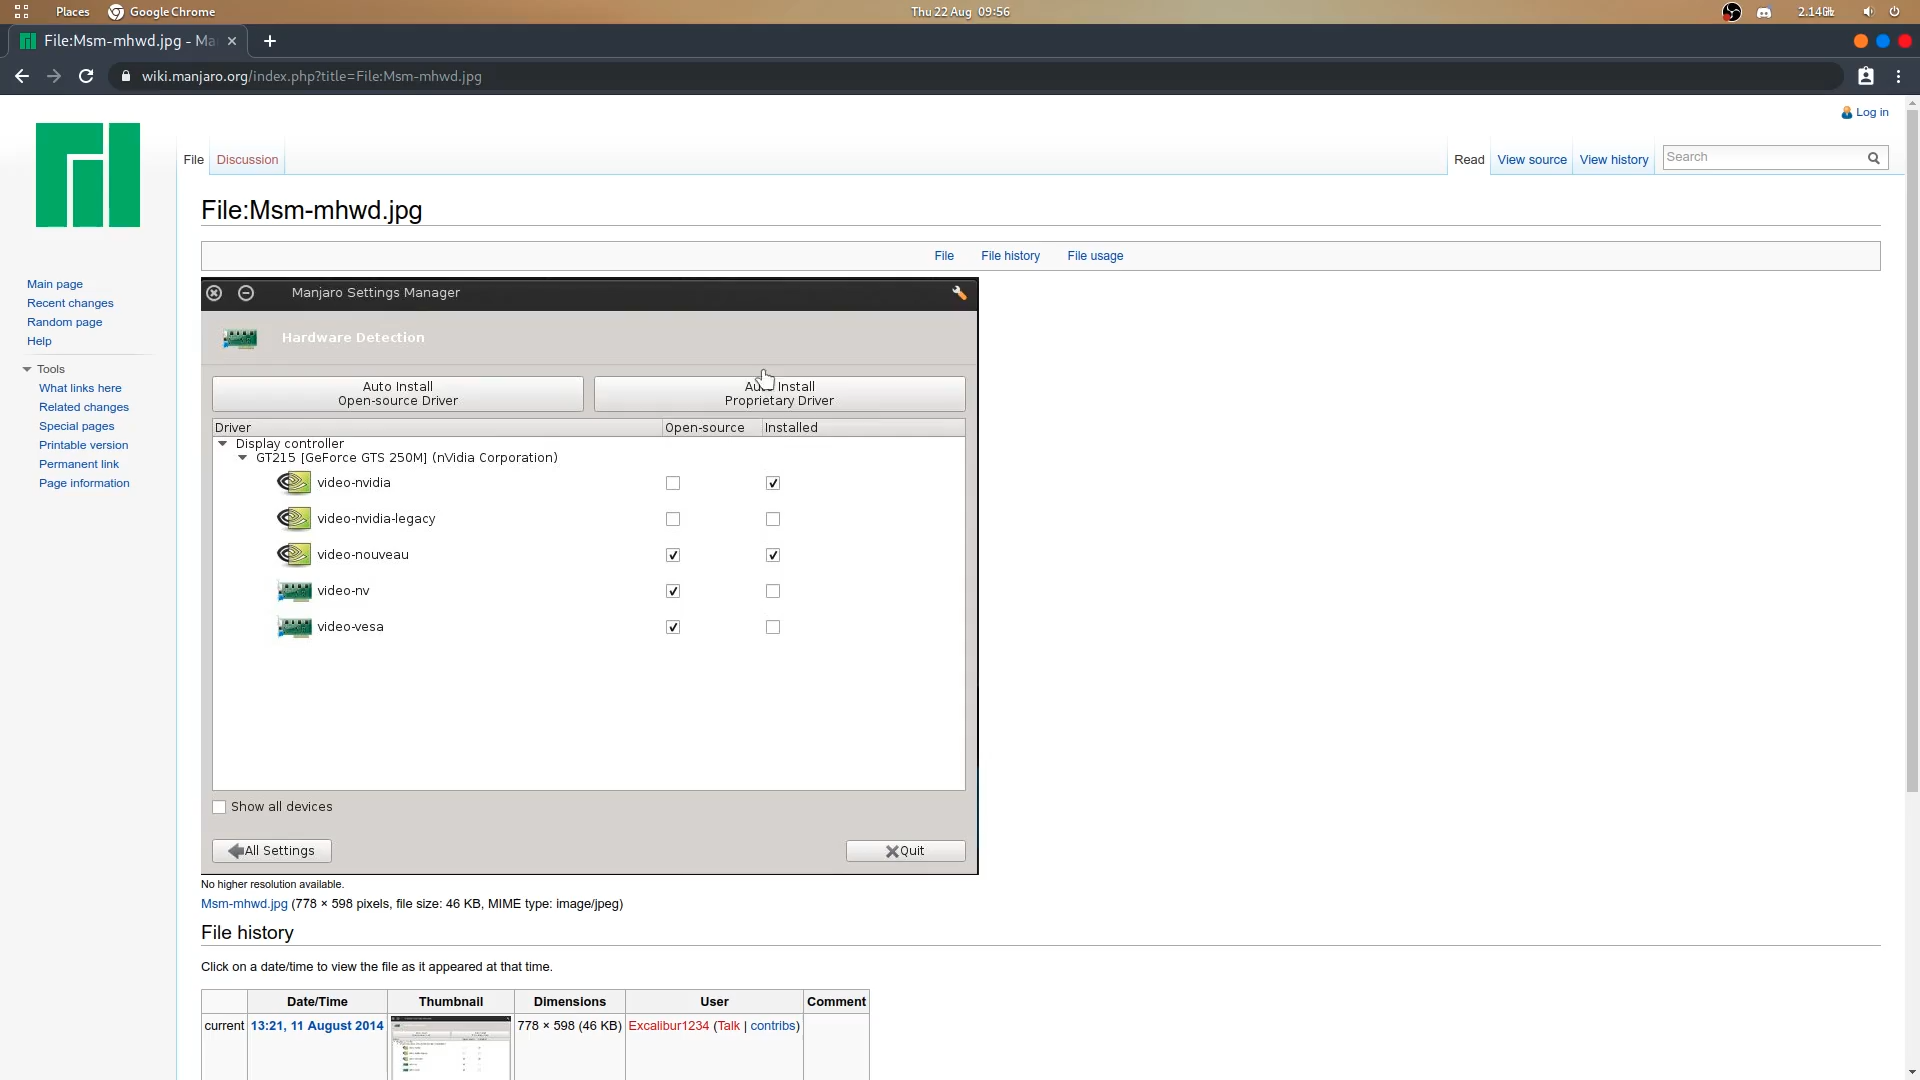 Places Google Chrome Thu 22 Aug 09:56 2.14GHz
File:Msm-mhwd.jpg - Ma
wiki.manjaro.org/index.php?title=File:Msm-mhwd.jpg
Log in
File Discussion Read View source View history Search
File:Msm-mhwd.jpg
File File history File usage
Main page
Recent changes
Random page
Help
Tools
What links here
Related changes
Special pages
Printable version
Permanent link
Page information
Manjaro Settings Manager
Hardware Detection
Auto Install
Open-source Driver
Install
Proprietary Driver
Driver Open-source Installed
Display controller
GT215 [GeForce GTS 250M] (nVidia Corporation)
video-nvidia
video-nvidia-legacy
video-nouveau
video-nv
video-vesa
Show all devices
All Settings Quit
No higher resolution available.
Msm-mhwd.jpg (778 × 598 pixels, file size: 46 KB, MIME type: image/jpeg)
File history
Click on a date/time to view the file as it appeared at that time.
Date/Time Thumbnail Dimensions User Comment
current 13:21, 11 August 2014 778 × 598 (46 KB) Excalibur1234 (Talk | contribs)